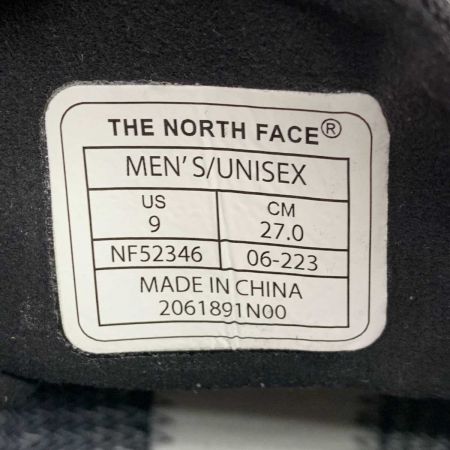 THE NORTH FACE®
MEN'S/UNISEX
US CM
9 27.0
NF52346 06-223
MADE IN CHINA
2061891N00